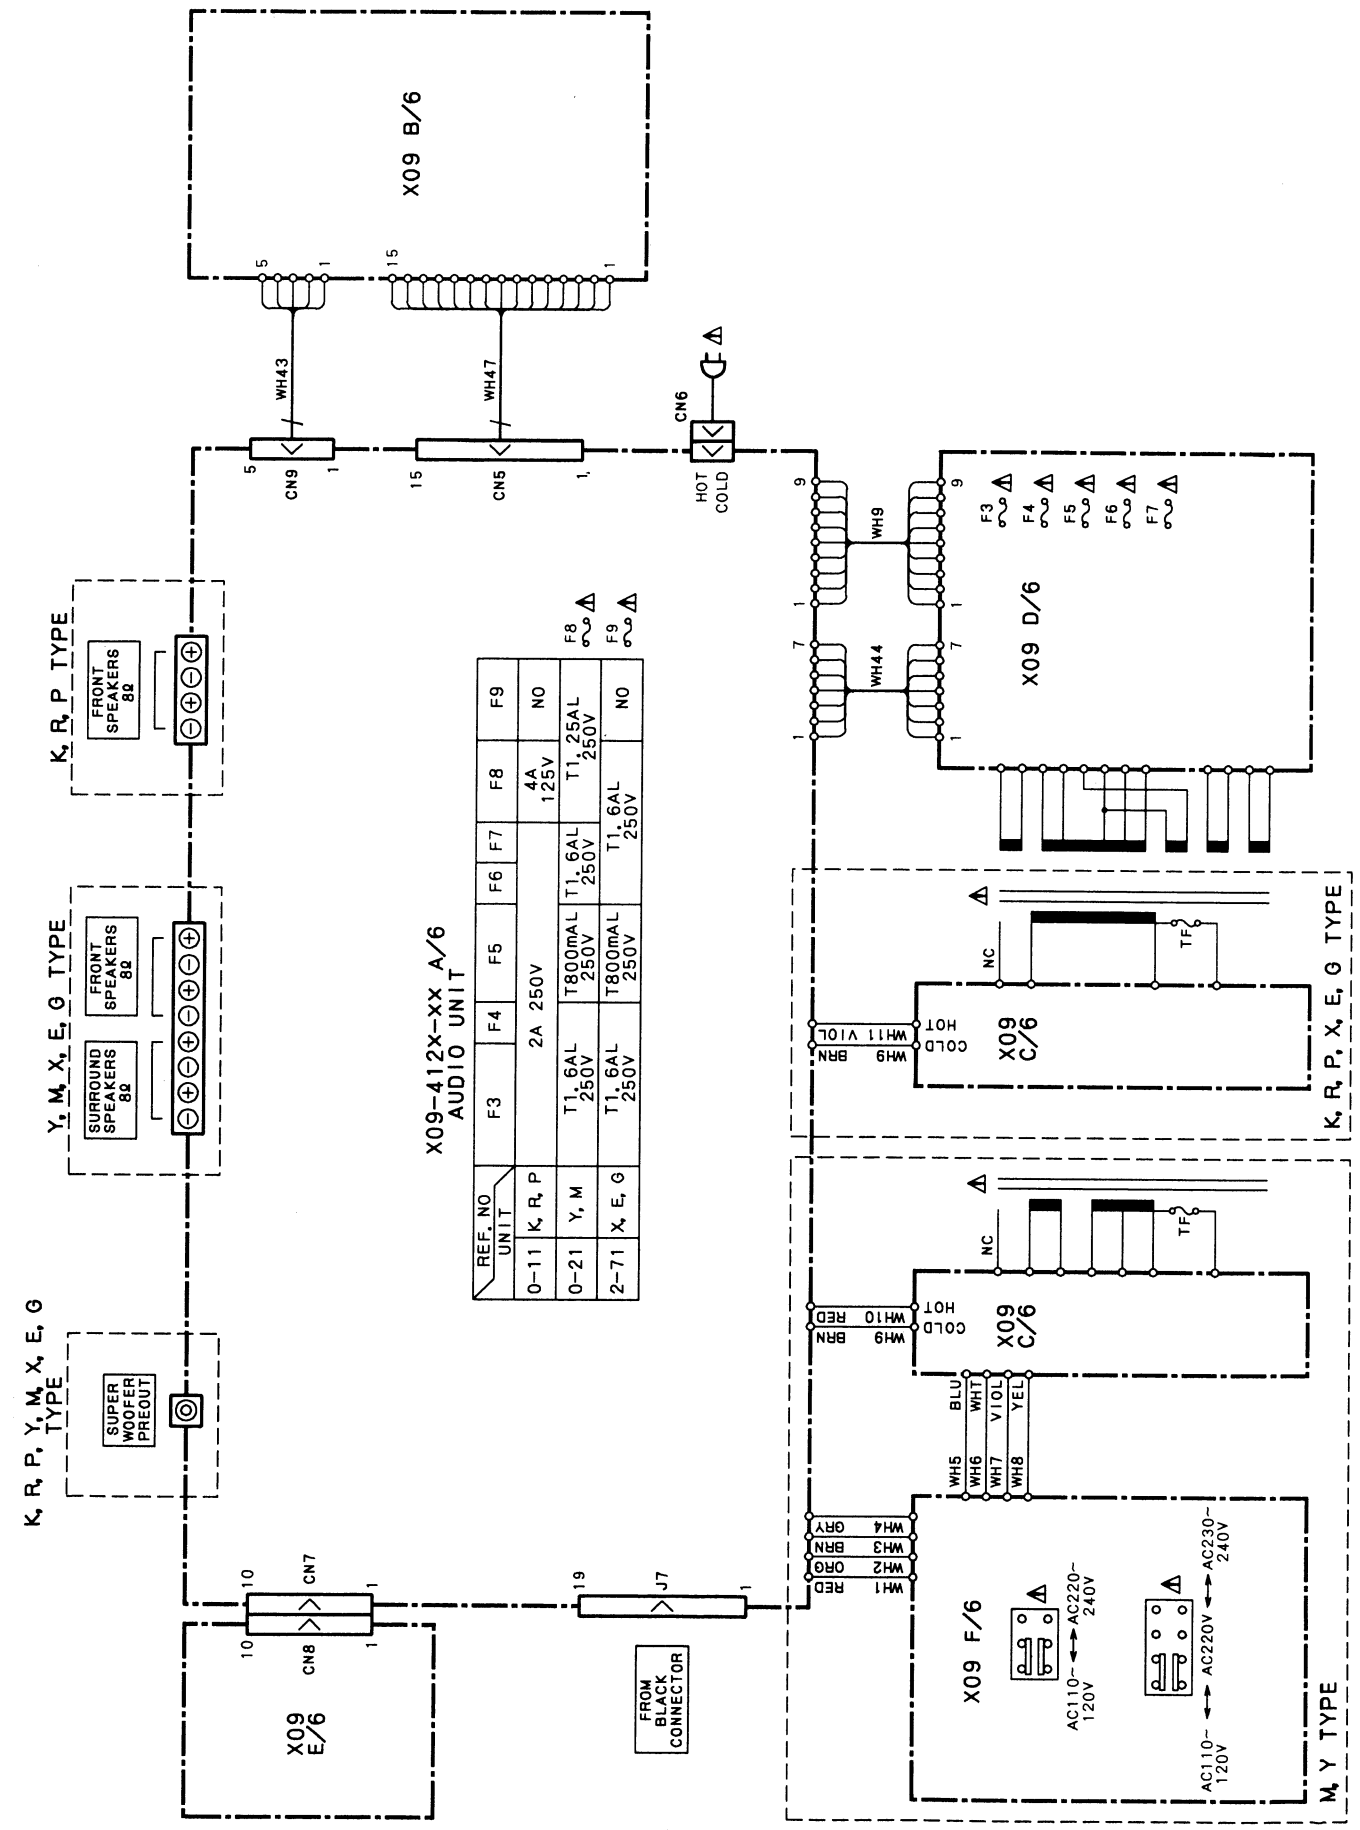 K, R, P, Y, M, X, E, G
TYPE
SUPER
WOOFER
PREOUT
Y, M, X, E, G TYPE
SURROUND
SPEAKERS
8Ω
FRONT
SPEAKERS
8Ω
⊖ ⊕ ⊖ ⊕ ⊖ ⊕ ⊖ ⊕
K, R, P TYPE
FRONT
SPEAKERS
8Ω
⊖ ⊕ ⊖ ⊕
X09
E/6
10
CN8
1
10
CN7
1
5
CN9
1
WH43
5
1
15
CN5
1
WH47
15
1
X09 B/6
CN6
HOT
COLD
FROM
BLACK
CONNECTOR
19
J7
1
X09-412X-XX A/6
AUDIO UNIT
REF. NO
UNIT
F3 F4 F5 F6 F7 F8 F9
0-11 K, R, P 2A 250V 4A 125V NO
0-21 Y, M T1.6AL 250V T800mAL 250V T1.6AL 250V T1.25AL 250V
2-71 X, E, G T1.6AL 250V T800mAL 250V T1.6AL 250V NO
F8
F9
1 7
WH44
1 7
1 9
WH9
1 9
X09 D/6
F3
F4
F5
F6
F7
WH1 RED
WH2 ORG
WH3 BRN
WH4 GRY
X09 F/6
AC110~
120V
AC220~
240V
AC110~
120V
AC220V
AC230~
240V
WH5 BLU
WH6 WHT
WH7 VIOL
WH8 YEL
WH9 BRN
WH10 RED
COLD
HOT
X09
C/6
NC
TF
M, Y TYPE
WH9 BRN
WH11 VIOL
COLD
HOT
X09
C/6
NC
TF
K, R, P, X, E, G TYPE